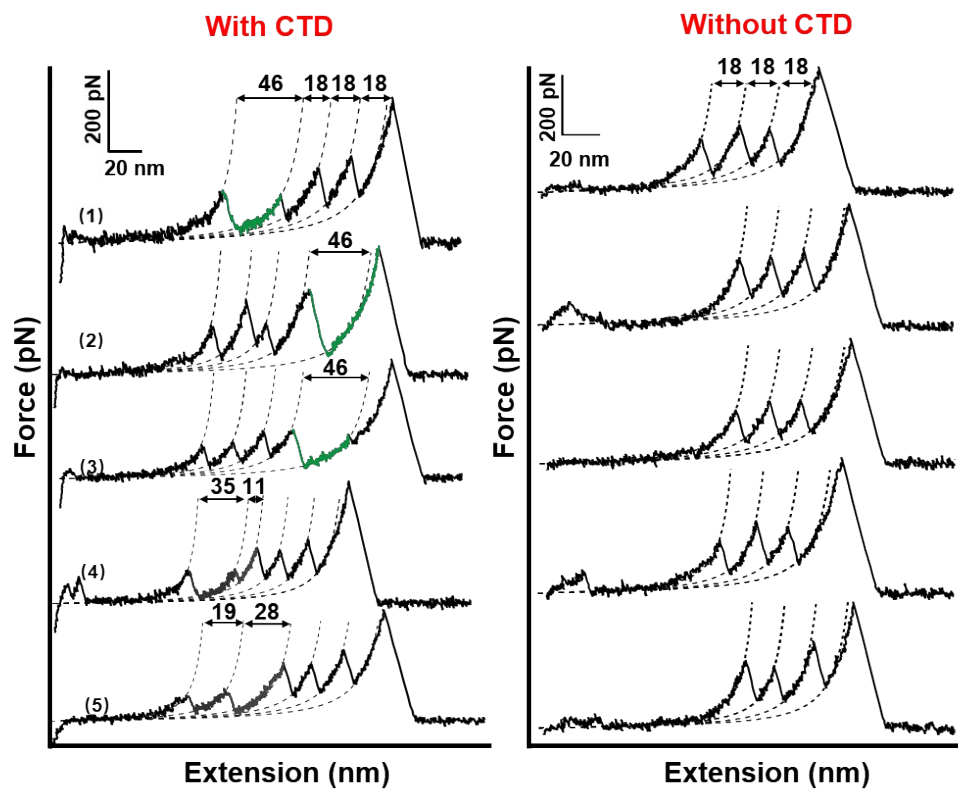 With CTD
Without CTD
46 18 18 18
200 pN
20 nm
(1)
46
(2)
46
(3)
35 11
(4)
19 28
(5)
Force (pN)
Extension (nm)
18 18 18
200 pN
20 nm
Force (pN)
Extension (nm)